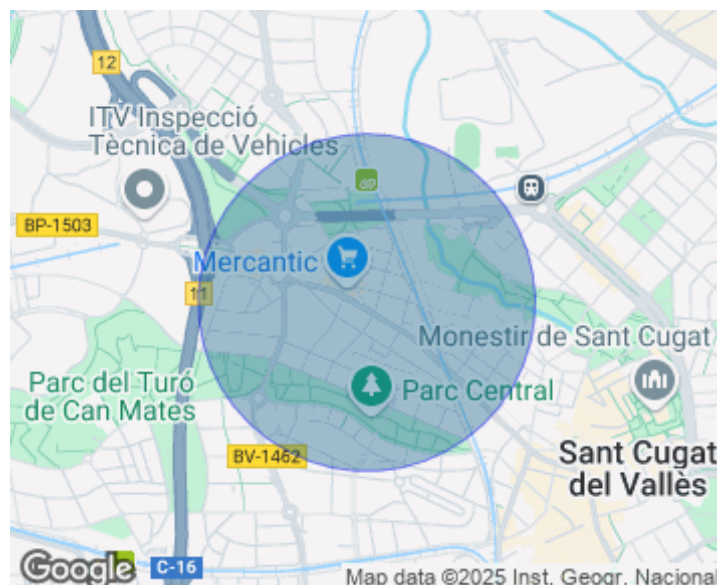 12
ITV Inspecció
Tècnica de Vehicles
BP-1503
Mercantic
11
Monestir de Sant Cugat
Parc del Turó
de Can Mates
Parc Central
BV-1462
Sant Cugat
del Vallès
Google
C-16
Map data ©2025 Inst. Geogr. Nacional